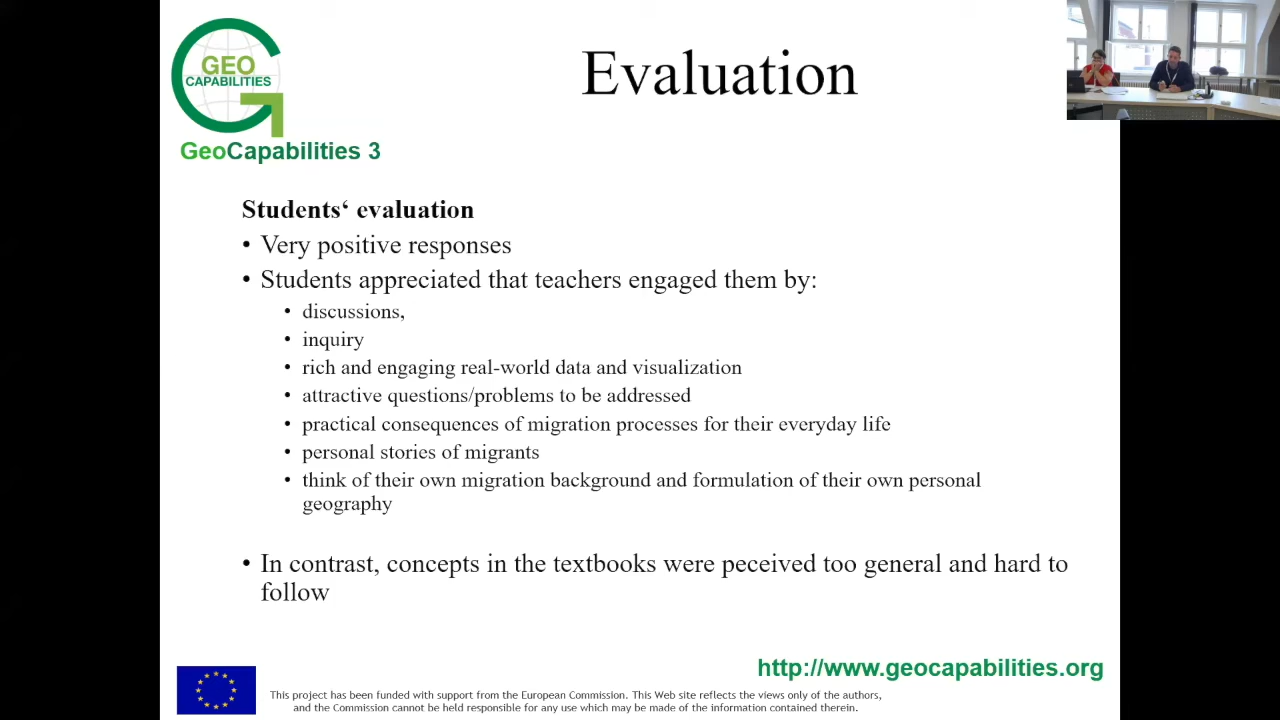 GEO
CAPABILITIES
GeoCapabilities 3
Evaluation
Students‘ evaluation
• Very positive responses
• Students appreciated that teachers engaged them by:
• discussions,
• inquiry
• rich and engaging real-world data and visualization
• attractive questions/problems to be addressed
• practical consequences of migration processes for their everyday life
• personal stories of migrants
• think of their own migration background and formulation of their own personal
geography
• In contrast, concepts in the textbooks were peceived too general and hard to
follow
http://www.geocapabilities.org
This project has been funded with support from the European Commission. This Web site reflects the views only of the authors,
and the Commission cannot be held responsible for any use which may be made of the information contained therein.